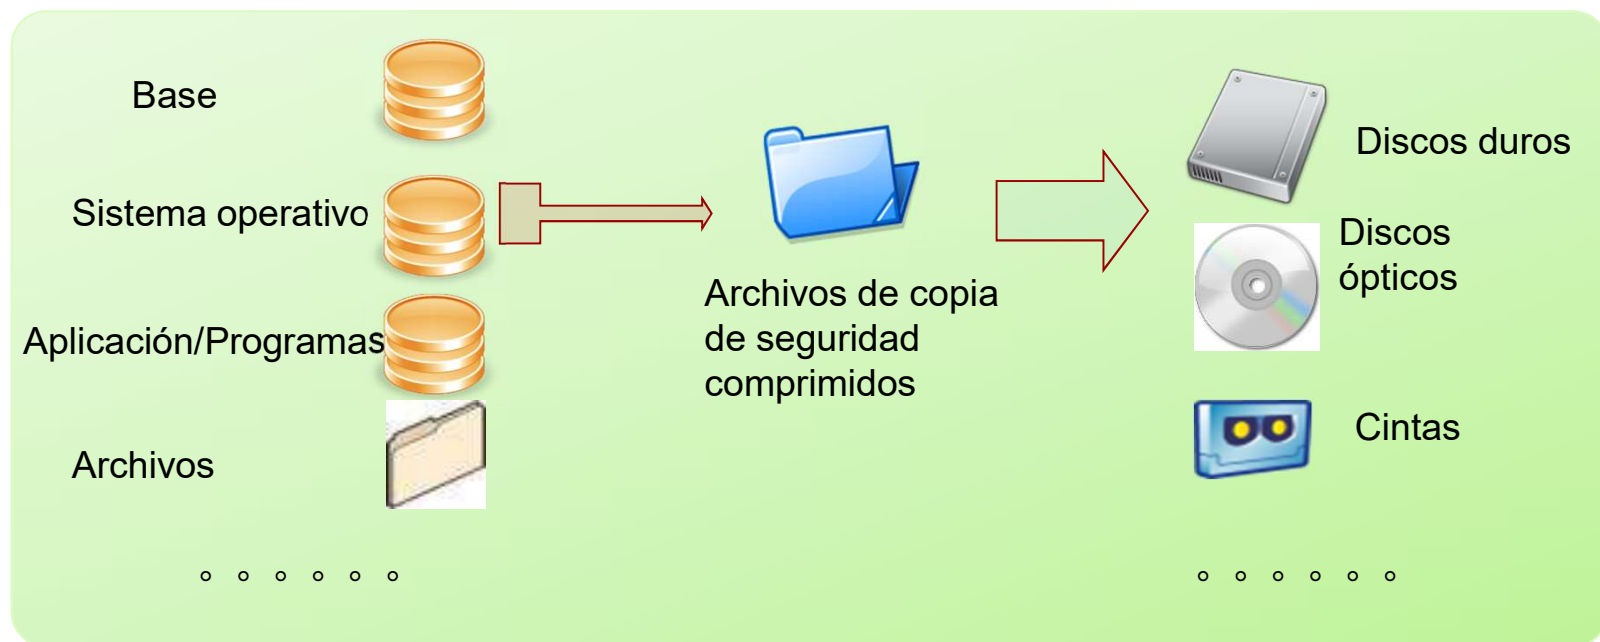 Base
Sistema operativo
Aplicación/Programas
Archivos
。。。。。。
Archivos de copia
de seguridad
comprimidos
Discos duros
Discos
ópticos
Cintas
。。。。。。